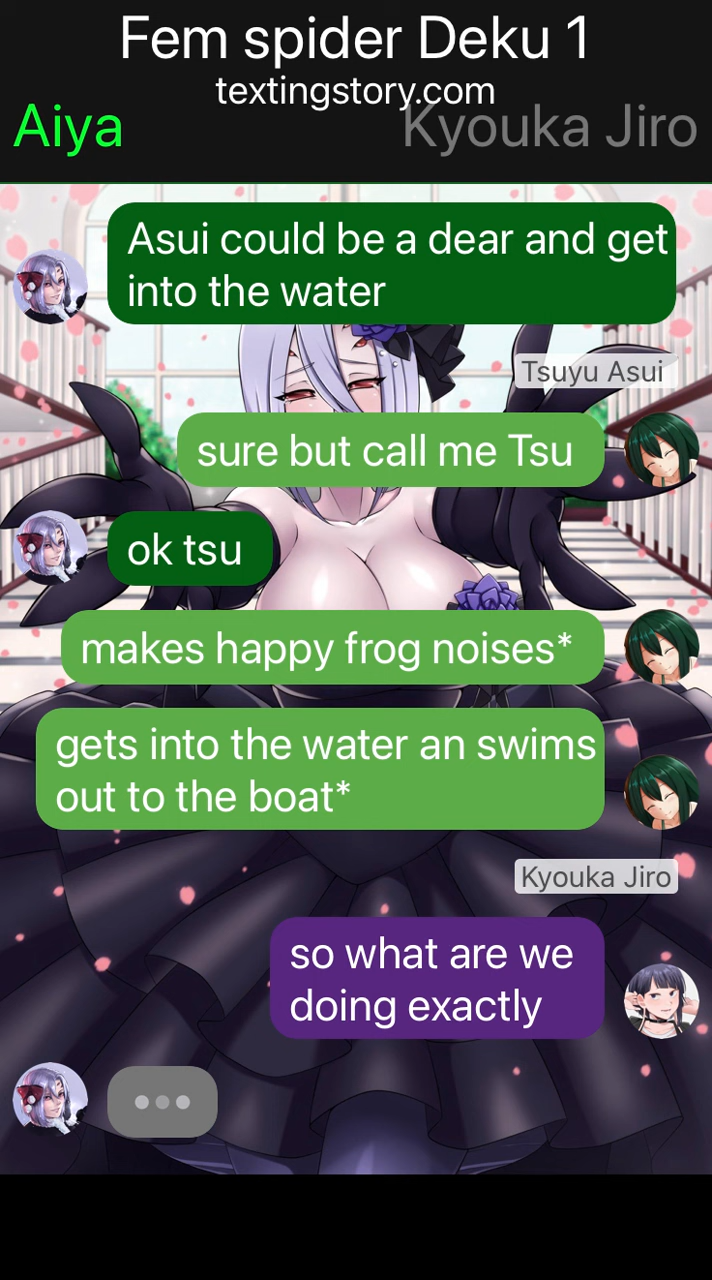 Fem spider Deku 1
textingstory.com
Aiya
Kyouka Jiro
Asui could be a dear and get
into the water
Tsuyu Asui
sure but call me Tsu
ok tsu
makes happy frog noises*
gets into the water an swims
out to the boat*
Kyouka Jiro
so what are we
doing exactly